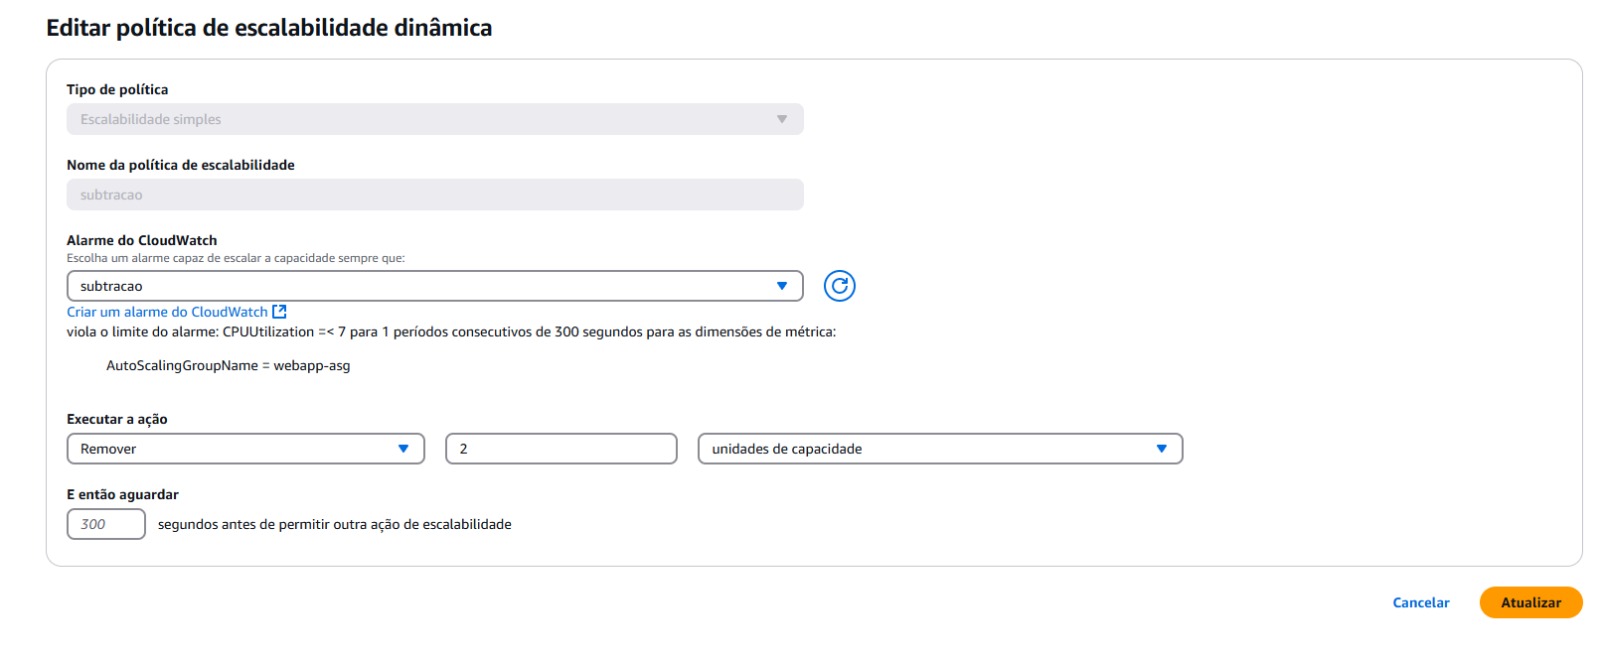 Editar política de escalabilidade dinâmica
Tipo de política
Escalabilidade simples
Nome da política de escalabilidade
subtracao
Alarme do CloudWatch
Escolha um alarme capaz de escalar a capacidade sempre que:
subtracao
Criar um alarme do CloudWatch
viola o limite do alarme: CPUUtilization =< 7 para 1 períodos consecutivos de 300 segundos para as dimensões de métrica:
AutoScalingGroupName = webapp-asg
Executar a ação
Remover 2 unidades de capacidade
E então aguardar
300 segundos antes de permitir outra ação de escalabilidade
Cancelar Atualizar